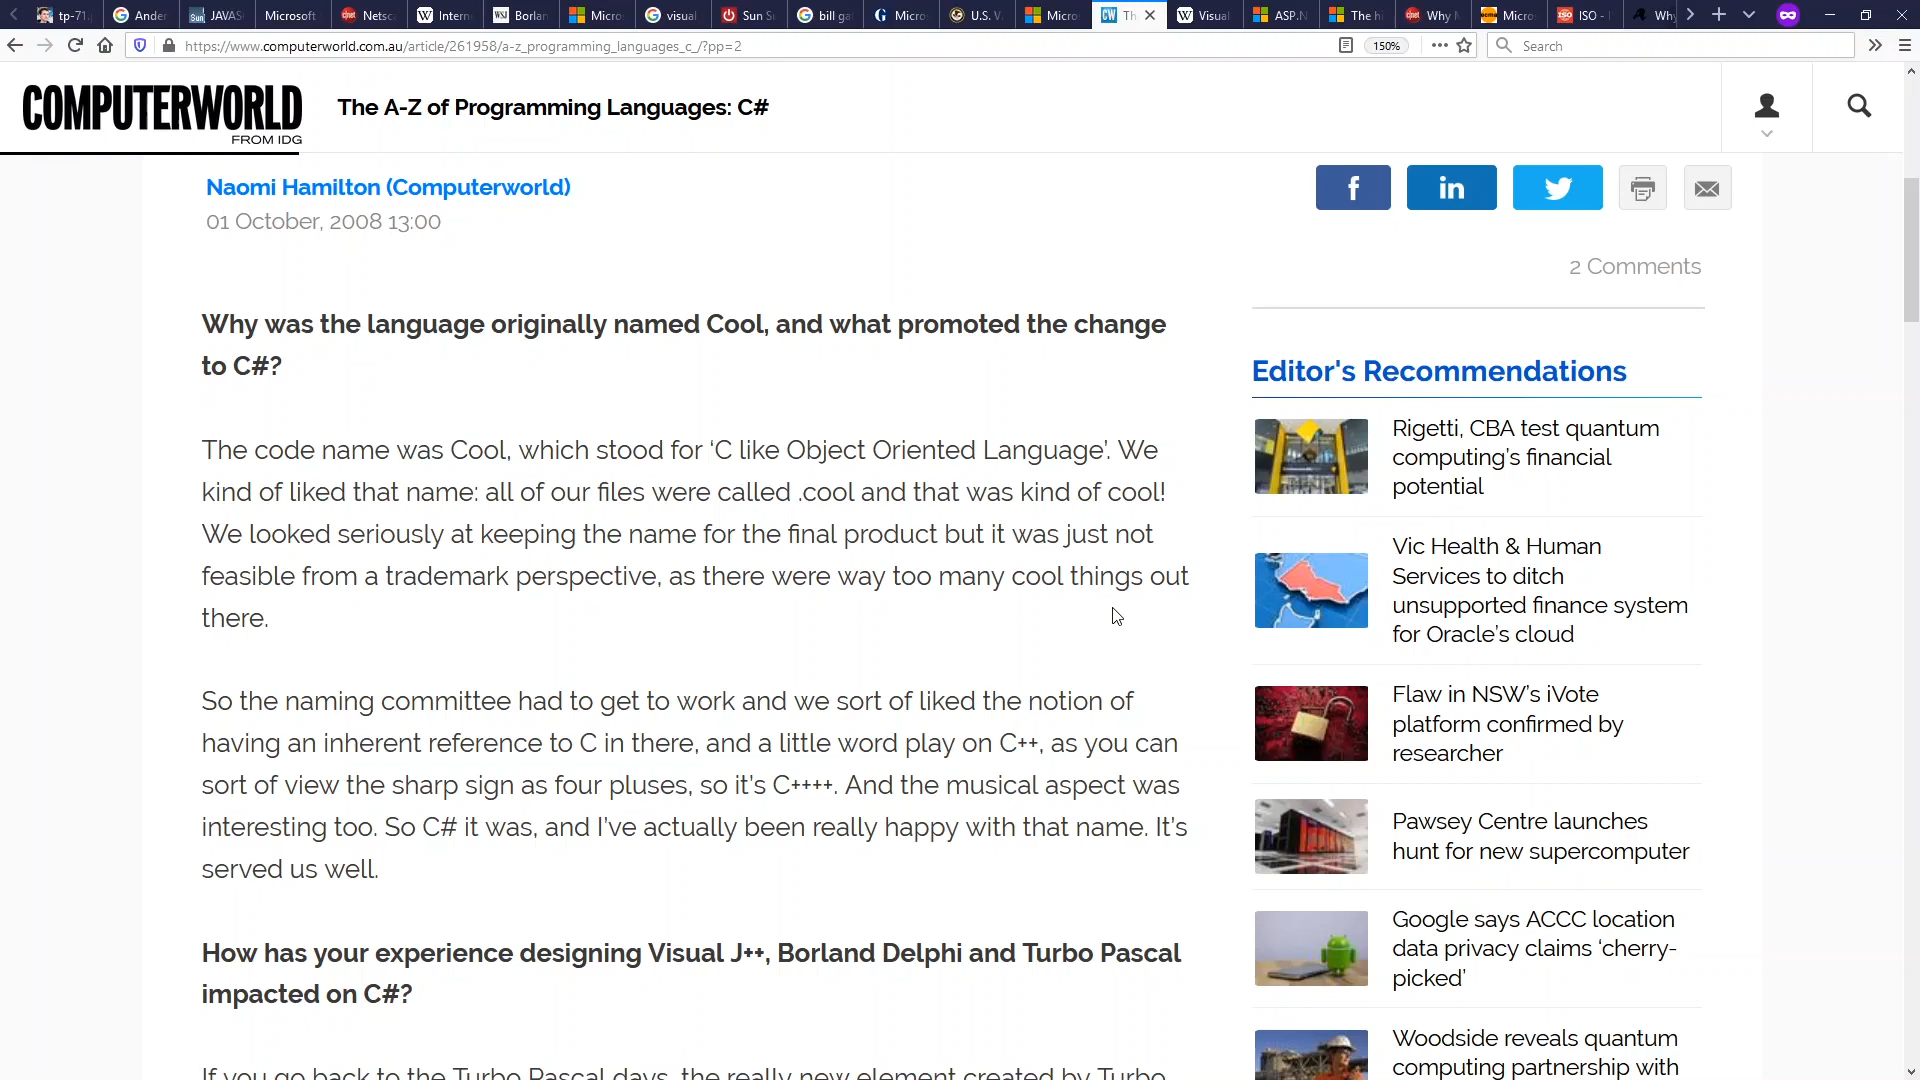 tp-71.
Ander
JAVAS
Microsoft
Netsc
Intern
Borlan
Micro
visual
Sun S
bill ga
Micro
U.S. V
Micro
Th
Visual
ASP.N
The hi
Why M
Micros
ISO -
Why
https://www.computerworld.com.au/article/261958/a-z_programming_languages_c_/?pp=2
150%
Search
COMPUTERWORLD
FROM IDG
The A-Z of Programming Languages: C#
Naomi Hamilton (Computerworld)
01 October, 2008 13:00
2 Comments
Why was the language originally named Cool, and what promoted the change
to C#?
The code name was Cool, which stood for ‘C like Object Oriented Language’. We
kind of liked that name: all of our files were called .cool and that was kind of cool!
We looked seriously at keeping the name for the final product but it was just not
feasible from a trademark perspective, as there were way too many cool things out
there.
So the naming committee had to get to work and we sort of liked the notion of
having an inherent reference to C in there, and a little word play on C++, as you can
sort of view the sharp sign as four pluses, so it’s C++++. And the musical aspect was
interesting too. So C# it was, and I’ve actually been really happy with that name. It’s
served us well.
How has your experience designing Visual J++, Borland Delphi and Turbo Pascal
impacted on C#?
If you go back to the Turbo Pascal days, the really new element created by Turbo
Editor's Recommendations
Rigetti, CBA test quantum
computing’s financial
potential
Vic Health & Human
Services to ditch
unsupported finance system
for Oracle’s cloud
Flaw in NSW’s iVote
platform confirmed by
researcher
Pawsey Centre launches
hunt for new supercomputer
Google says ACCC location
data privacy claims ‘cherry-
picked’
Woodside reveals quantum
computing partnership with